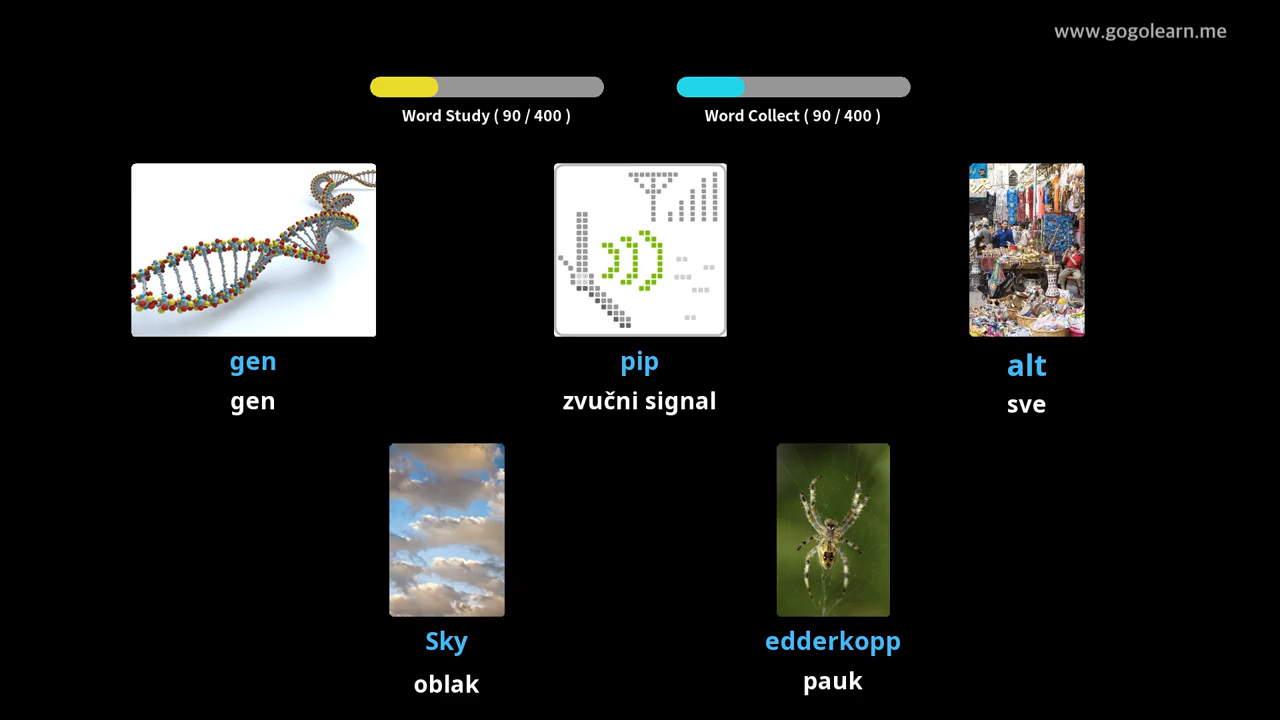 www.gogolearn.me
Word Study ( 90 / 400 )
Word Collect ( 90 / 400 )
gen
gen
pip
zvučni signal
alt
sve
Sky
oblak
edderkopp
pauk